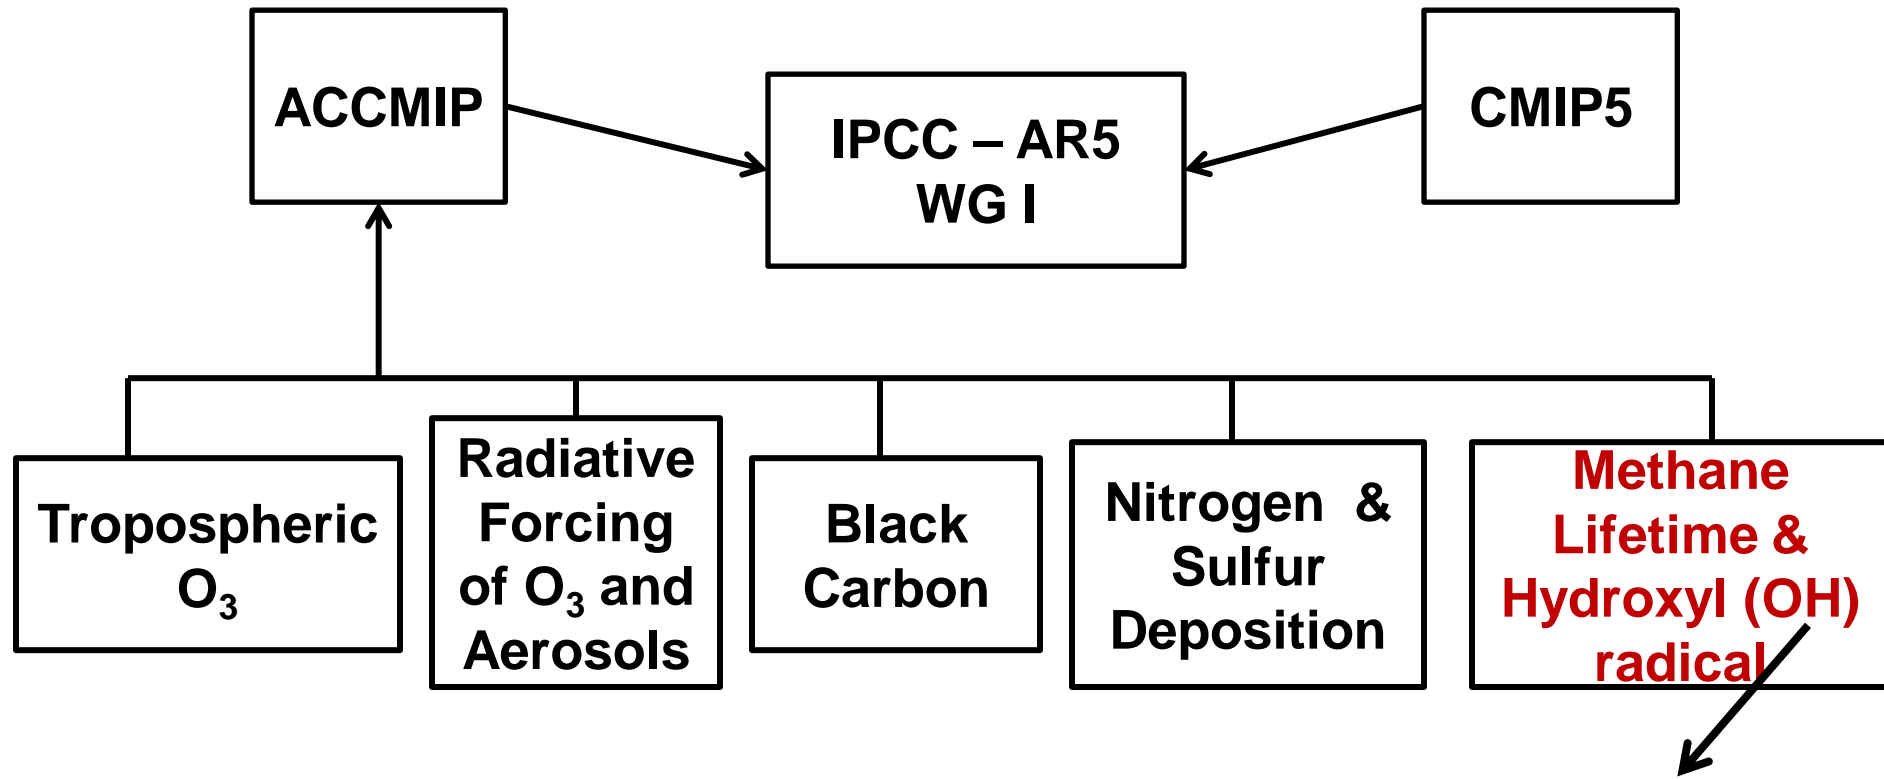 ACCMIP
IPCC – AR5
WG I
CMIP5
Tropospheric
O₃
Radiative
Forcing
of O₃ and
Aerosols
Black
Carbon
Nitrogen &
Sulfur
Deposition
Methane
Lifetime &
Hydroxyl (OH)
radical